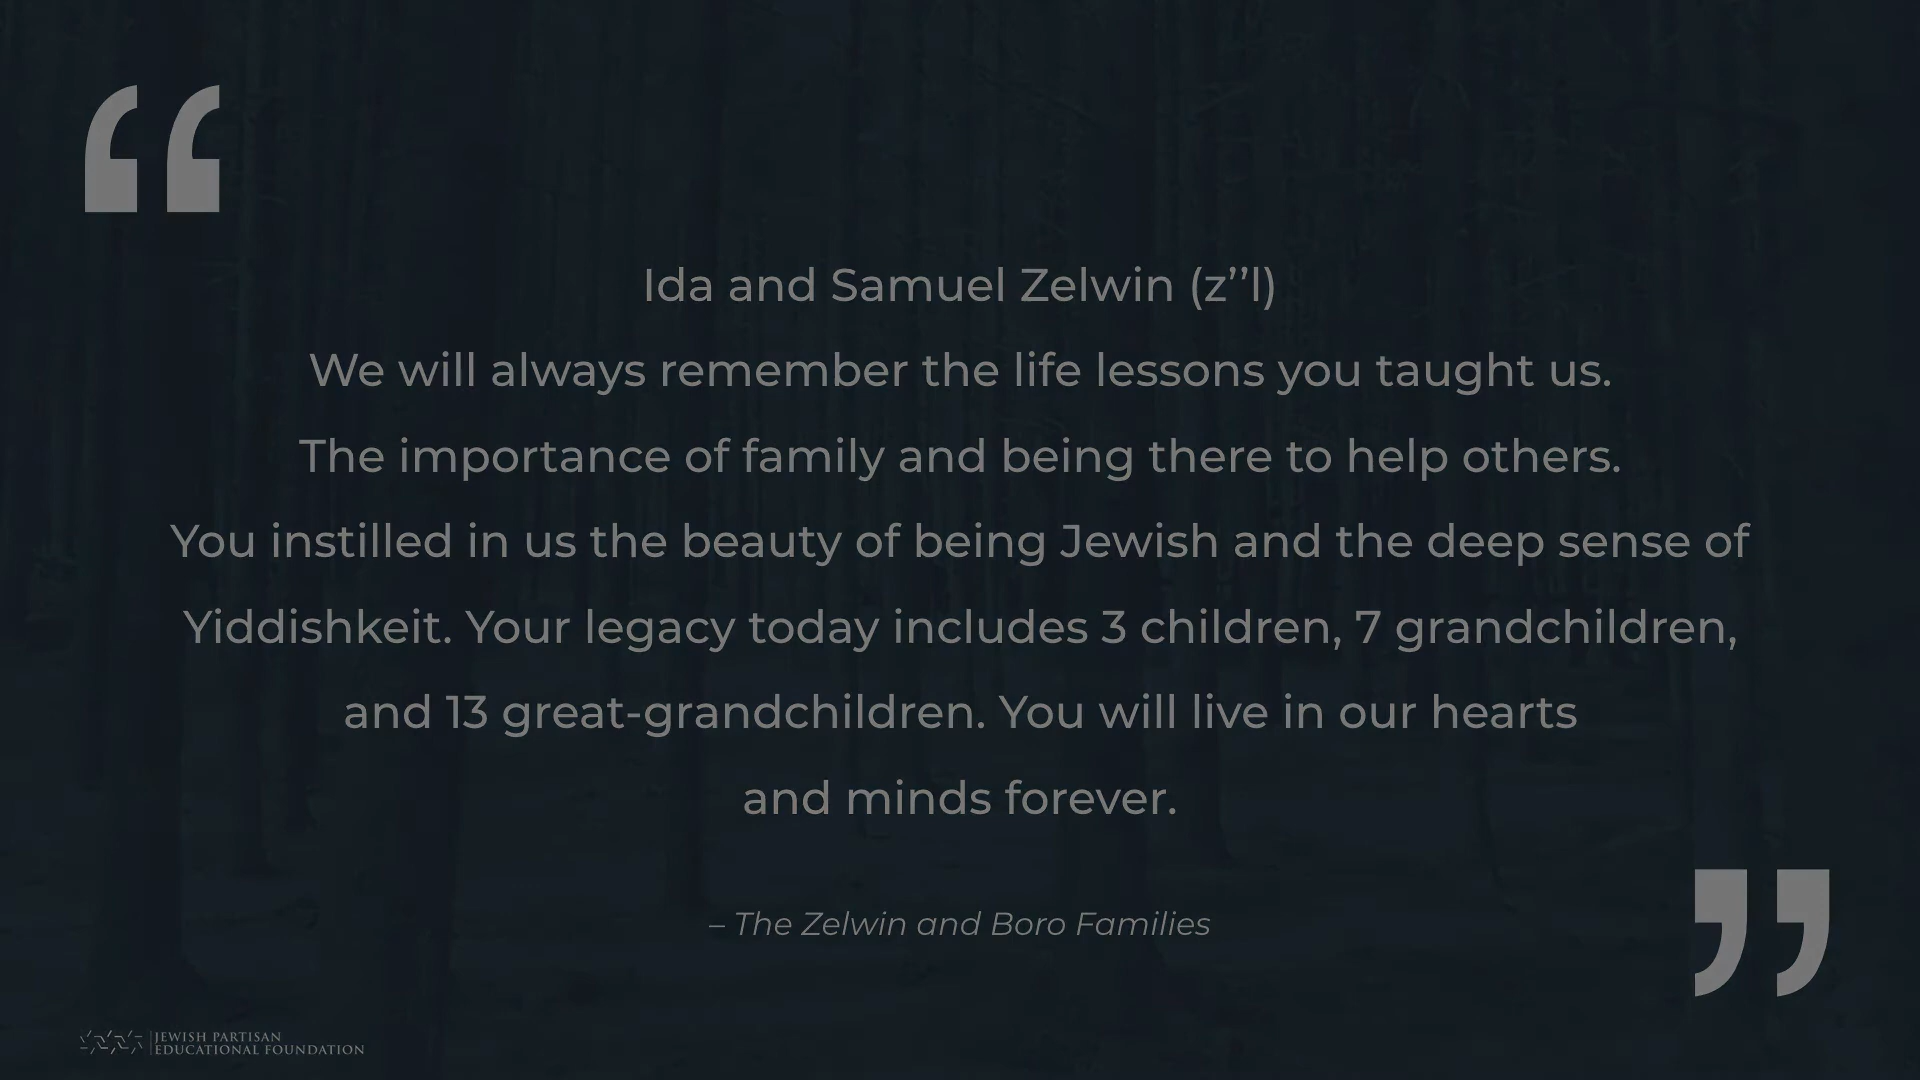 “
Ida and Samuel Zelwin (z’’l)
We will always remember the life lessons you taught us.
The importance of family and being there to help others.
You instilled in us the beauty of being Jewish and the deep sense of
Yiddishkeit. Your legacy today includes 3 children, 7 grandchildren,
and 13 great-grandchildren. You will live in our hearts
and minds forever.
– The Zelwin and Boro Families
”
JEWISH PARTISAN
EDUCATIONAL FOUNDATION